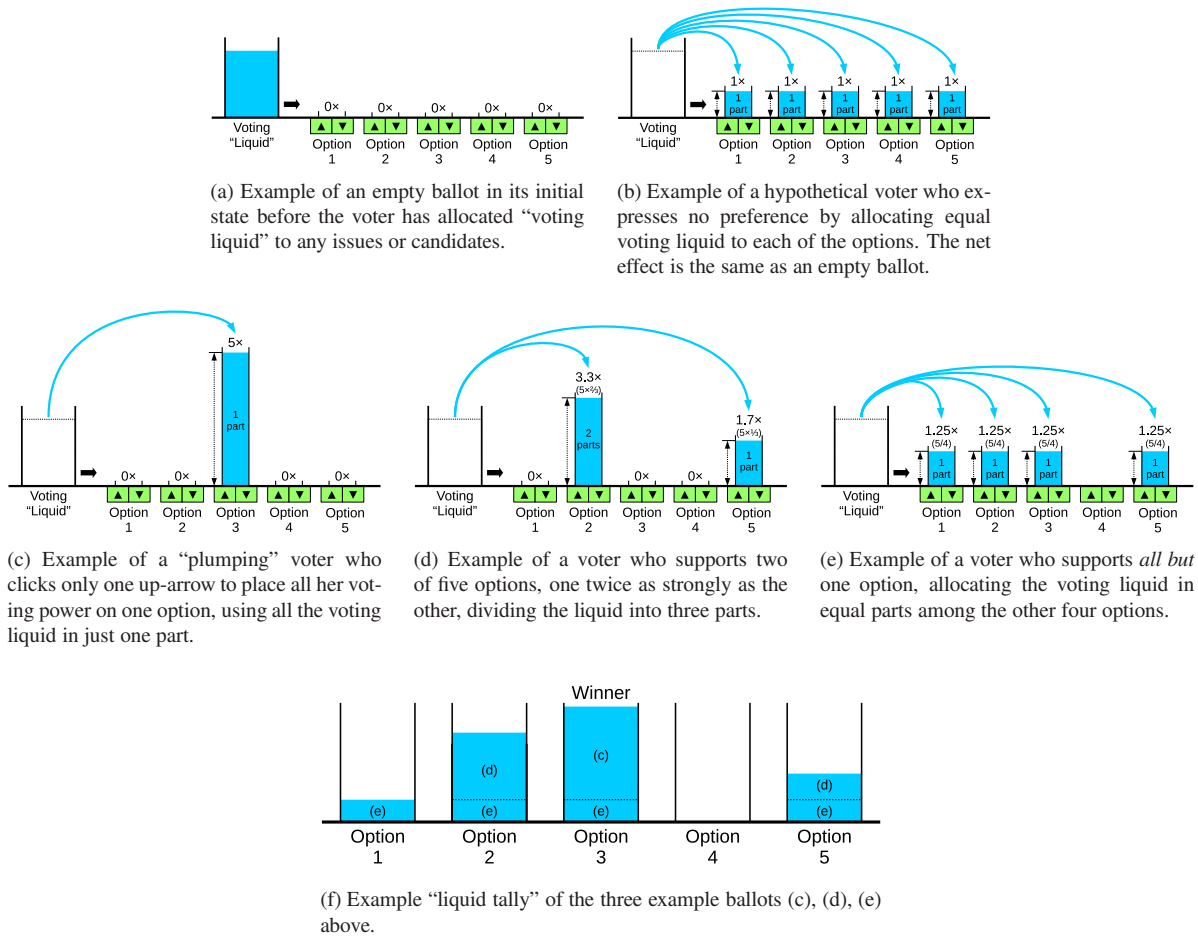 0× 0× 0× 0× 0×
Voting
“Liquid”
▲ ▼ ▲ ▼ ▲ ▼ ▲ ▼ ▲ ▼
Option Option Option Option Option
1 2 3 4 5
(a) Example of an empty ballot in its initial
state before the voter has allocated “voting
liquid” to any issues or candidates.
1× 1× 1× 1× 1×
1 1 1 1 1
part part part part part
Voting
“Liquid”
▲ ▼ ▲ ▼ ▲ ▼ ▲ ▼ ▲ ▼
Option Option Option Option Option
1 2 3 4 5
(b) Example of a hypothetical voter who ex-
presses no preference by allocating equal
voting liquid to each of the options. The net
effect is the same as an empty ballot.
5×
1
part
0× 0× 0× 0×
Voting
“Liquid”
▲ ▼ ▲ ▼ ▲ ▼ ▲ ▼ ▲ ▼
Option Option Option Option Option
1 2 3 4 5
(c) Example of a “plumping” voter who
clicks only one up-arrow to place all her vot-
ing power on one option, using all the voting
liquid in just one part.
3.3×
(5×⅔)
2
parts
1.7×
(5×⅓)
1
part
0× 0× 0×
Voting
“Liquid”
▲ ▼ ▲ ▼ ▲ ▼ ▲ ▼ ▲ ▼
Option Option Option Option Option
1 2 3 4 5
(d) Example of a voter who supports two
of five options, one twice as strongly as the
other, dividing the liquid into three parts.
1.25× 1.25× 1.25× 1.25×
(5/4) (5/4) (5/4) (5/4)
1 1 1 1
part part part part
Voting
“Liquid”
▲ ▼ ▲ ▼ ▲ ▼ ▲ ▼ ▲ ▼
Option Option Option Option Option
1 2 3 4 5
(e) Example of a voter who supports all but
one option, allocating the voting liquid in
equal parts among the other four options.
Winner
(d) (c) (d)
(e) (e) (e) (e)
Option Option Option Option Option
1 2 3 4 5
(f) Example “liquid tally” of the three example ballots (c), (d), (e)
above.